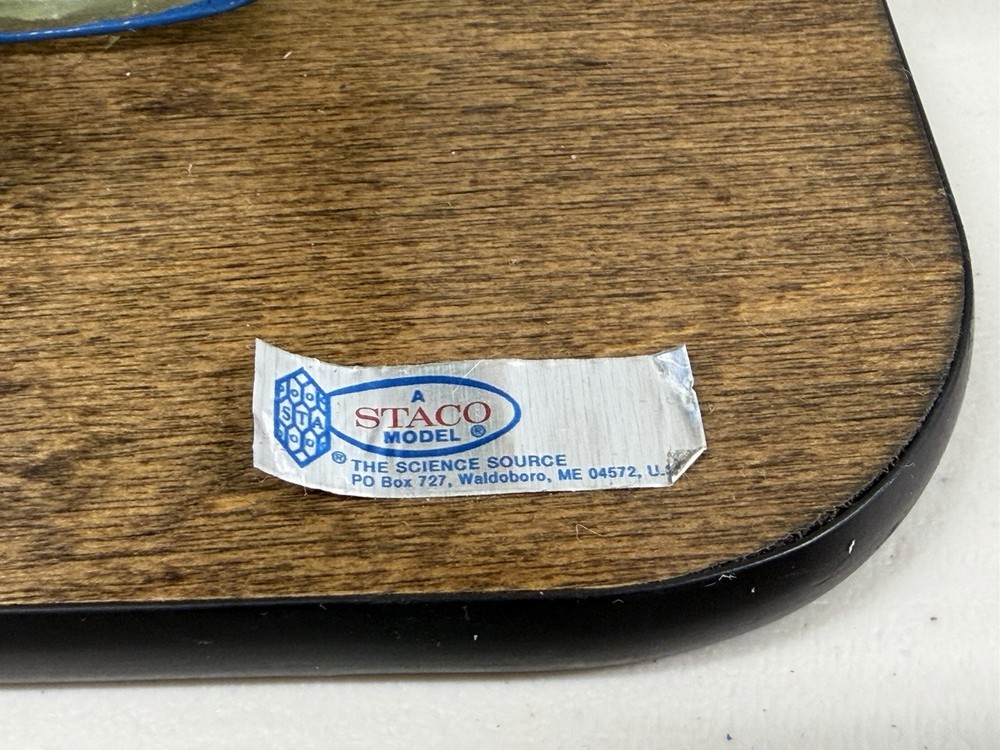 STA
A
STACO
MODEL ®
® THE SCIENCE SOURCE
PO Box 727, Waldoboro, ME 04572, U.S